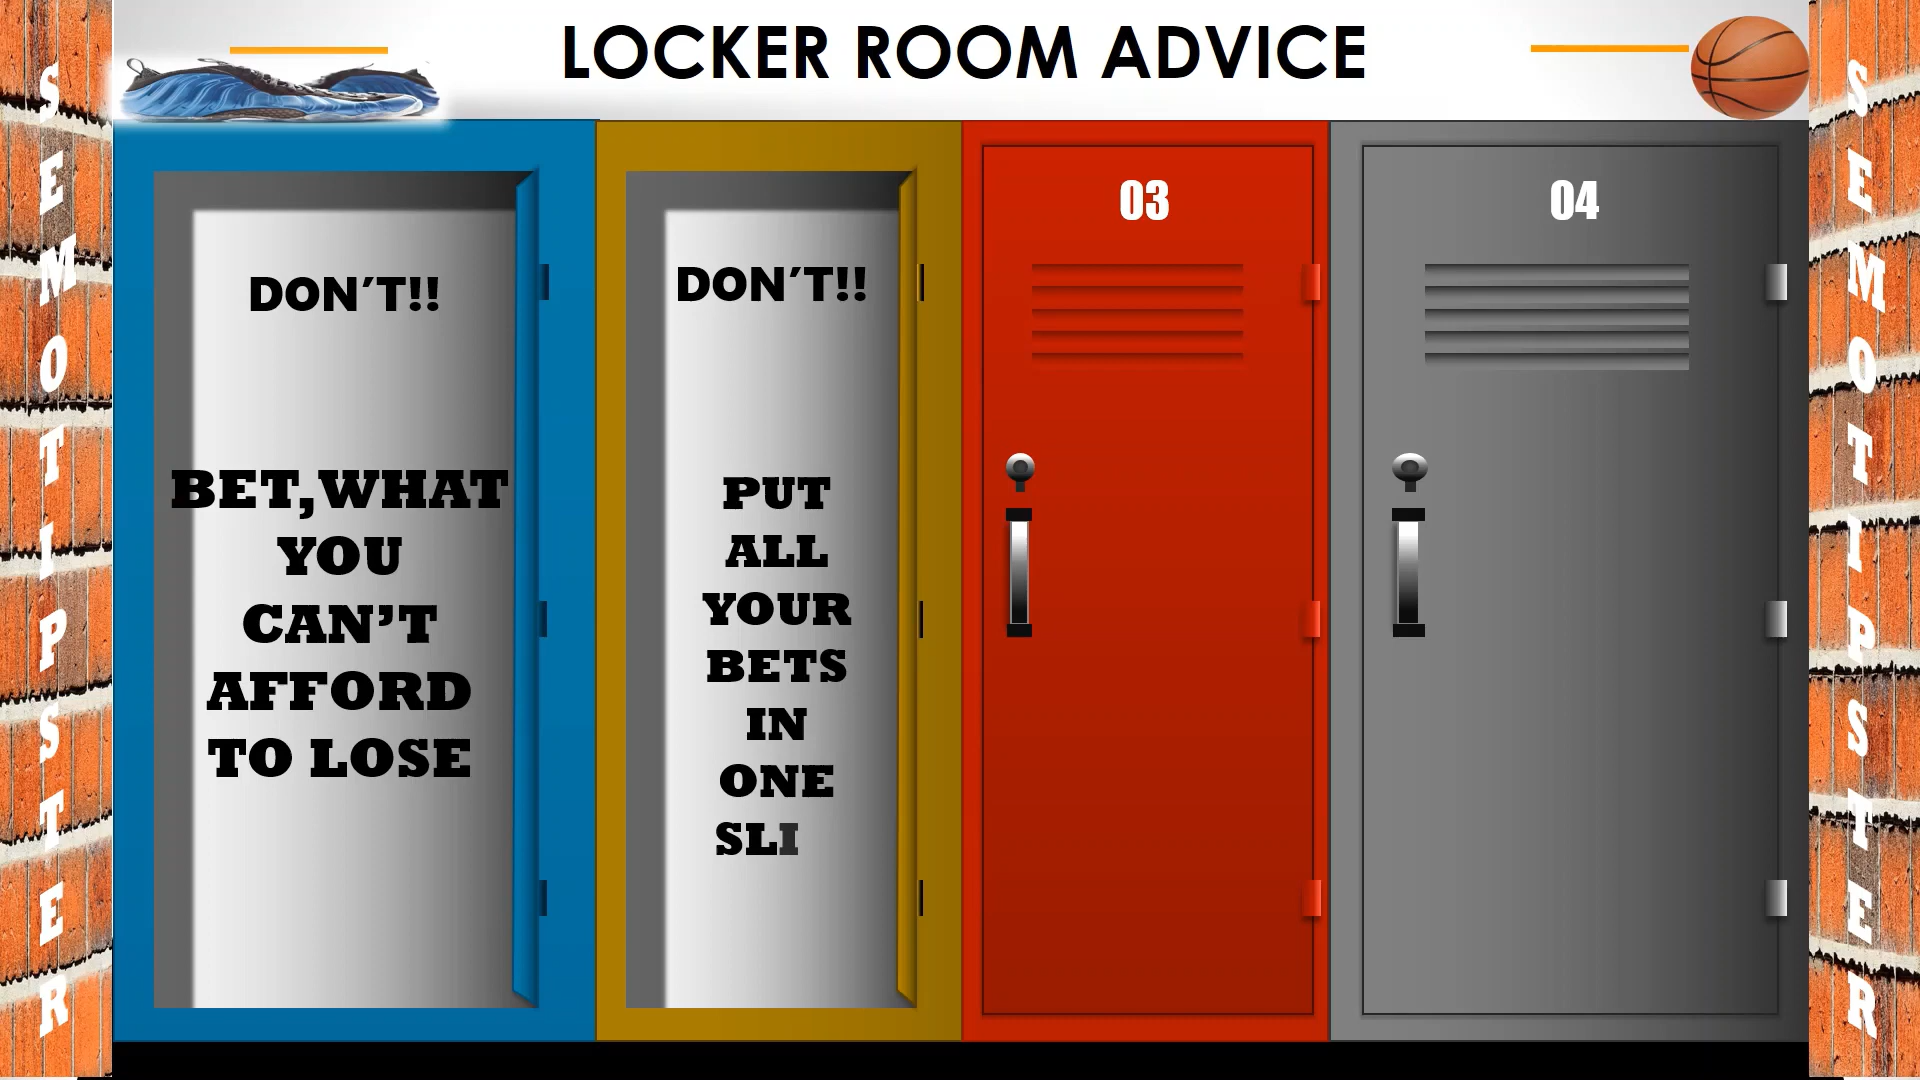 LOCKER ROOM ADVICE
SEMOTIPSTER
DON'T!!
BET,WHAT
YOU
CAN'T
AFFORD
TO LOSE
DON'T!!
PUT
ALL
YOUR
BETS
IN
ONE
SLI
03
04
SEMOTIPSTER